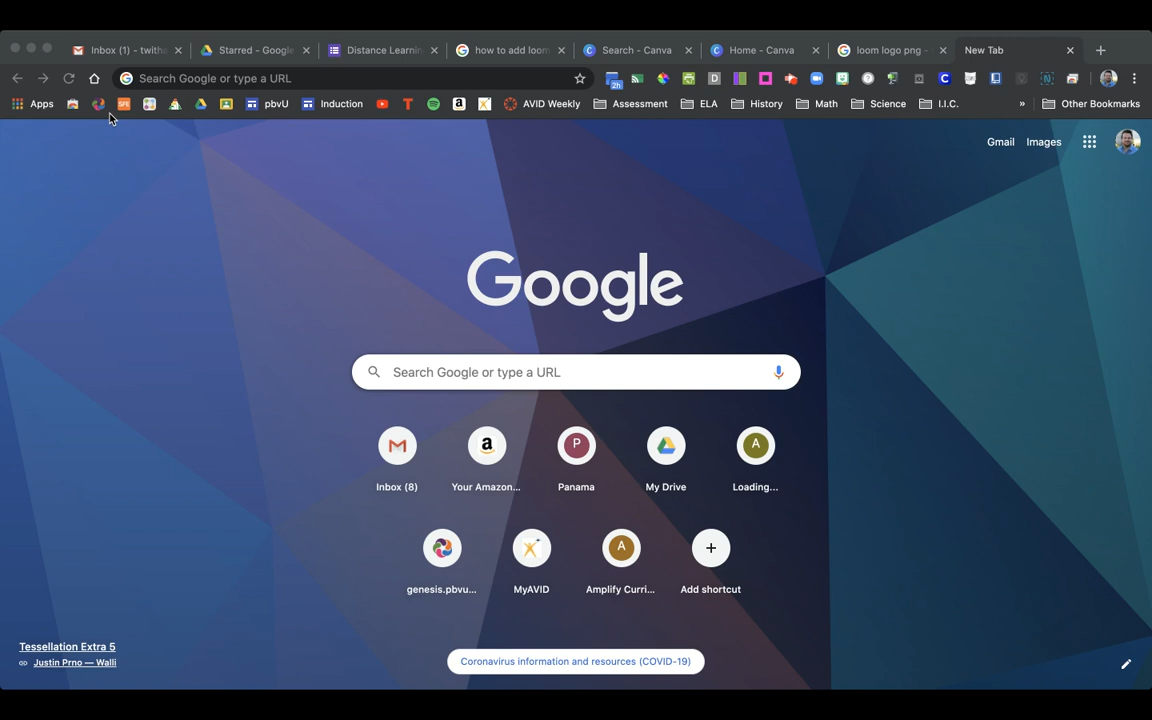 Inbox (1) - twith
Starred - Google
Distance Learnin
how to add loom
Search - Canva
Home - Canva
loom logo png -
New Tab
Search Google or type a URL
2h
Apps
SFE
pbvU
Induction
AVID Weekly
Assessment
ELA
History
Math
Science
I.I.C.
»
Other Bookmarks
Gmail
Images
Google
Search Google or type a URL
P
A
Inbox (8)
Your Amazon...
Panama
My Drive
Loading...
A
genesis.pbvu...
MyAVID
Amplify Curri...
Add shortcut
Tessellation Extra 5
Justin Prno — Walli
Coronavirus information and resources (COVID-19)